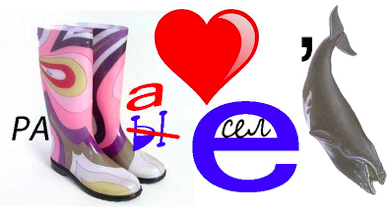 РА а ы е сел ,